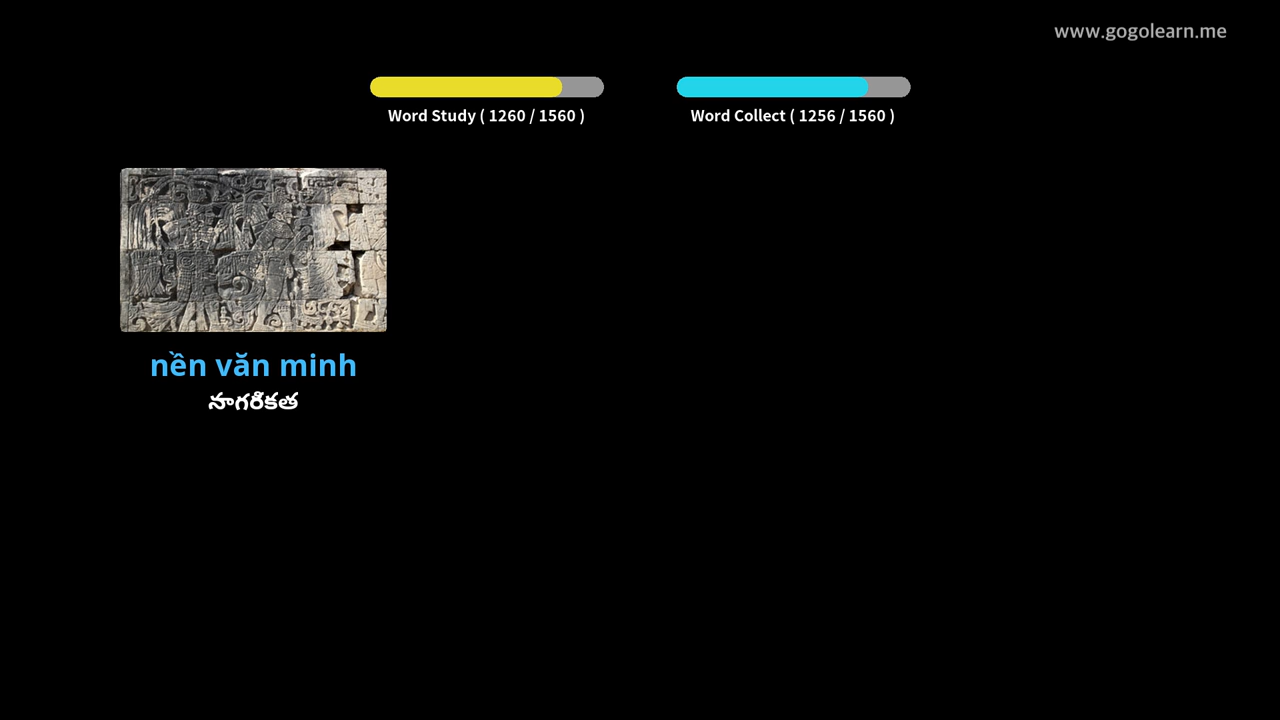 www.gogolearn.me
Word Study ( 1260 / 1560 )
Word Collect ( 1256 / 1560 )
nền văn minh
నాగరికత